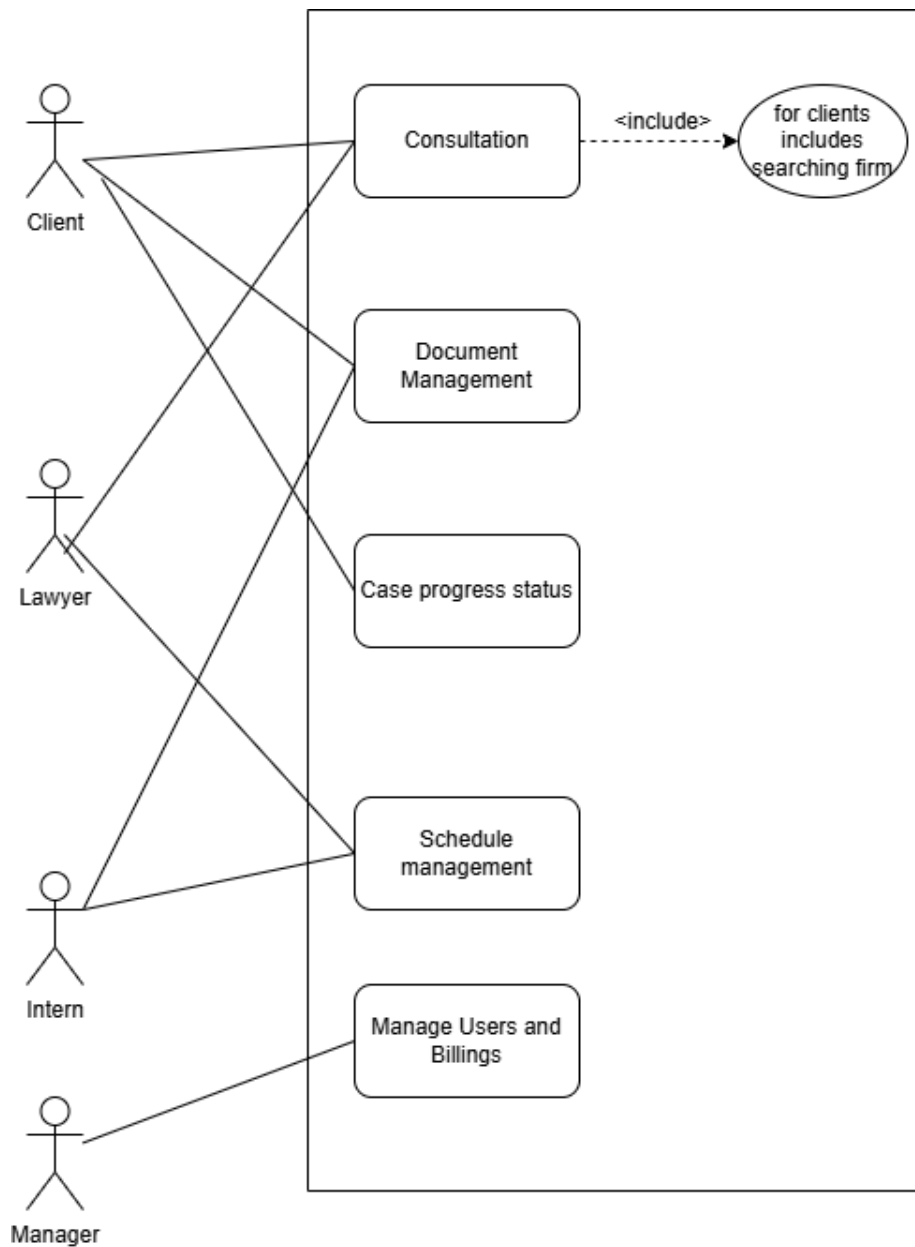 Client
Consultation
<include>
for clients
includes
searching firm
Document
Management
Lawyer
Case progress status
Schedule
management
Intern
Manage Users and
Billings
Manager